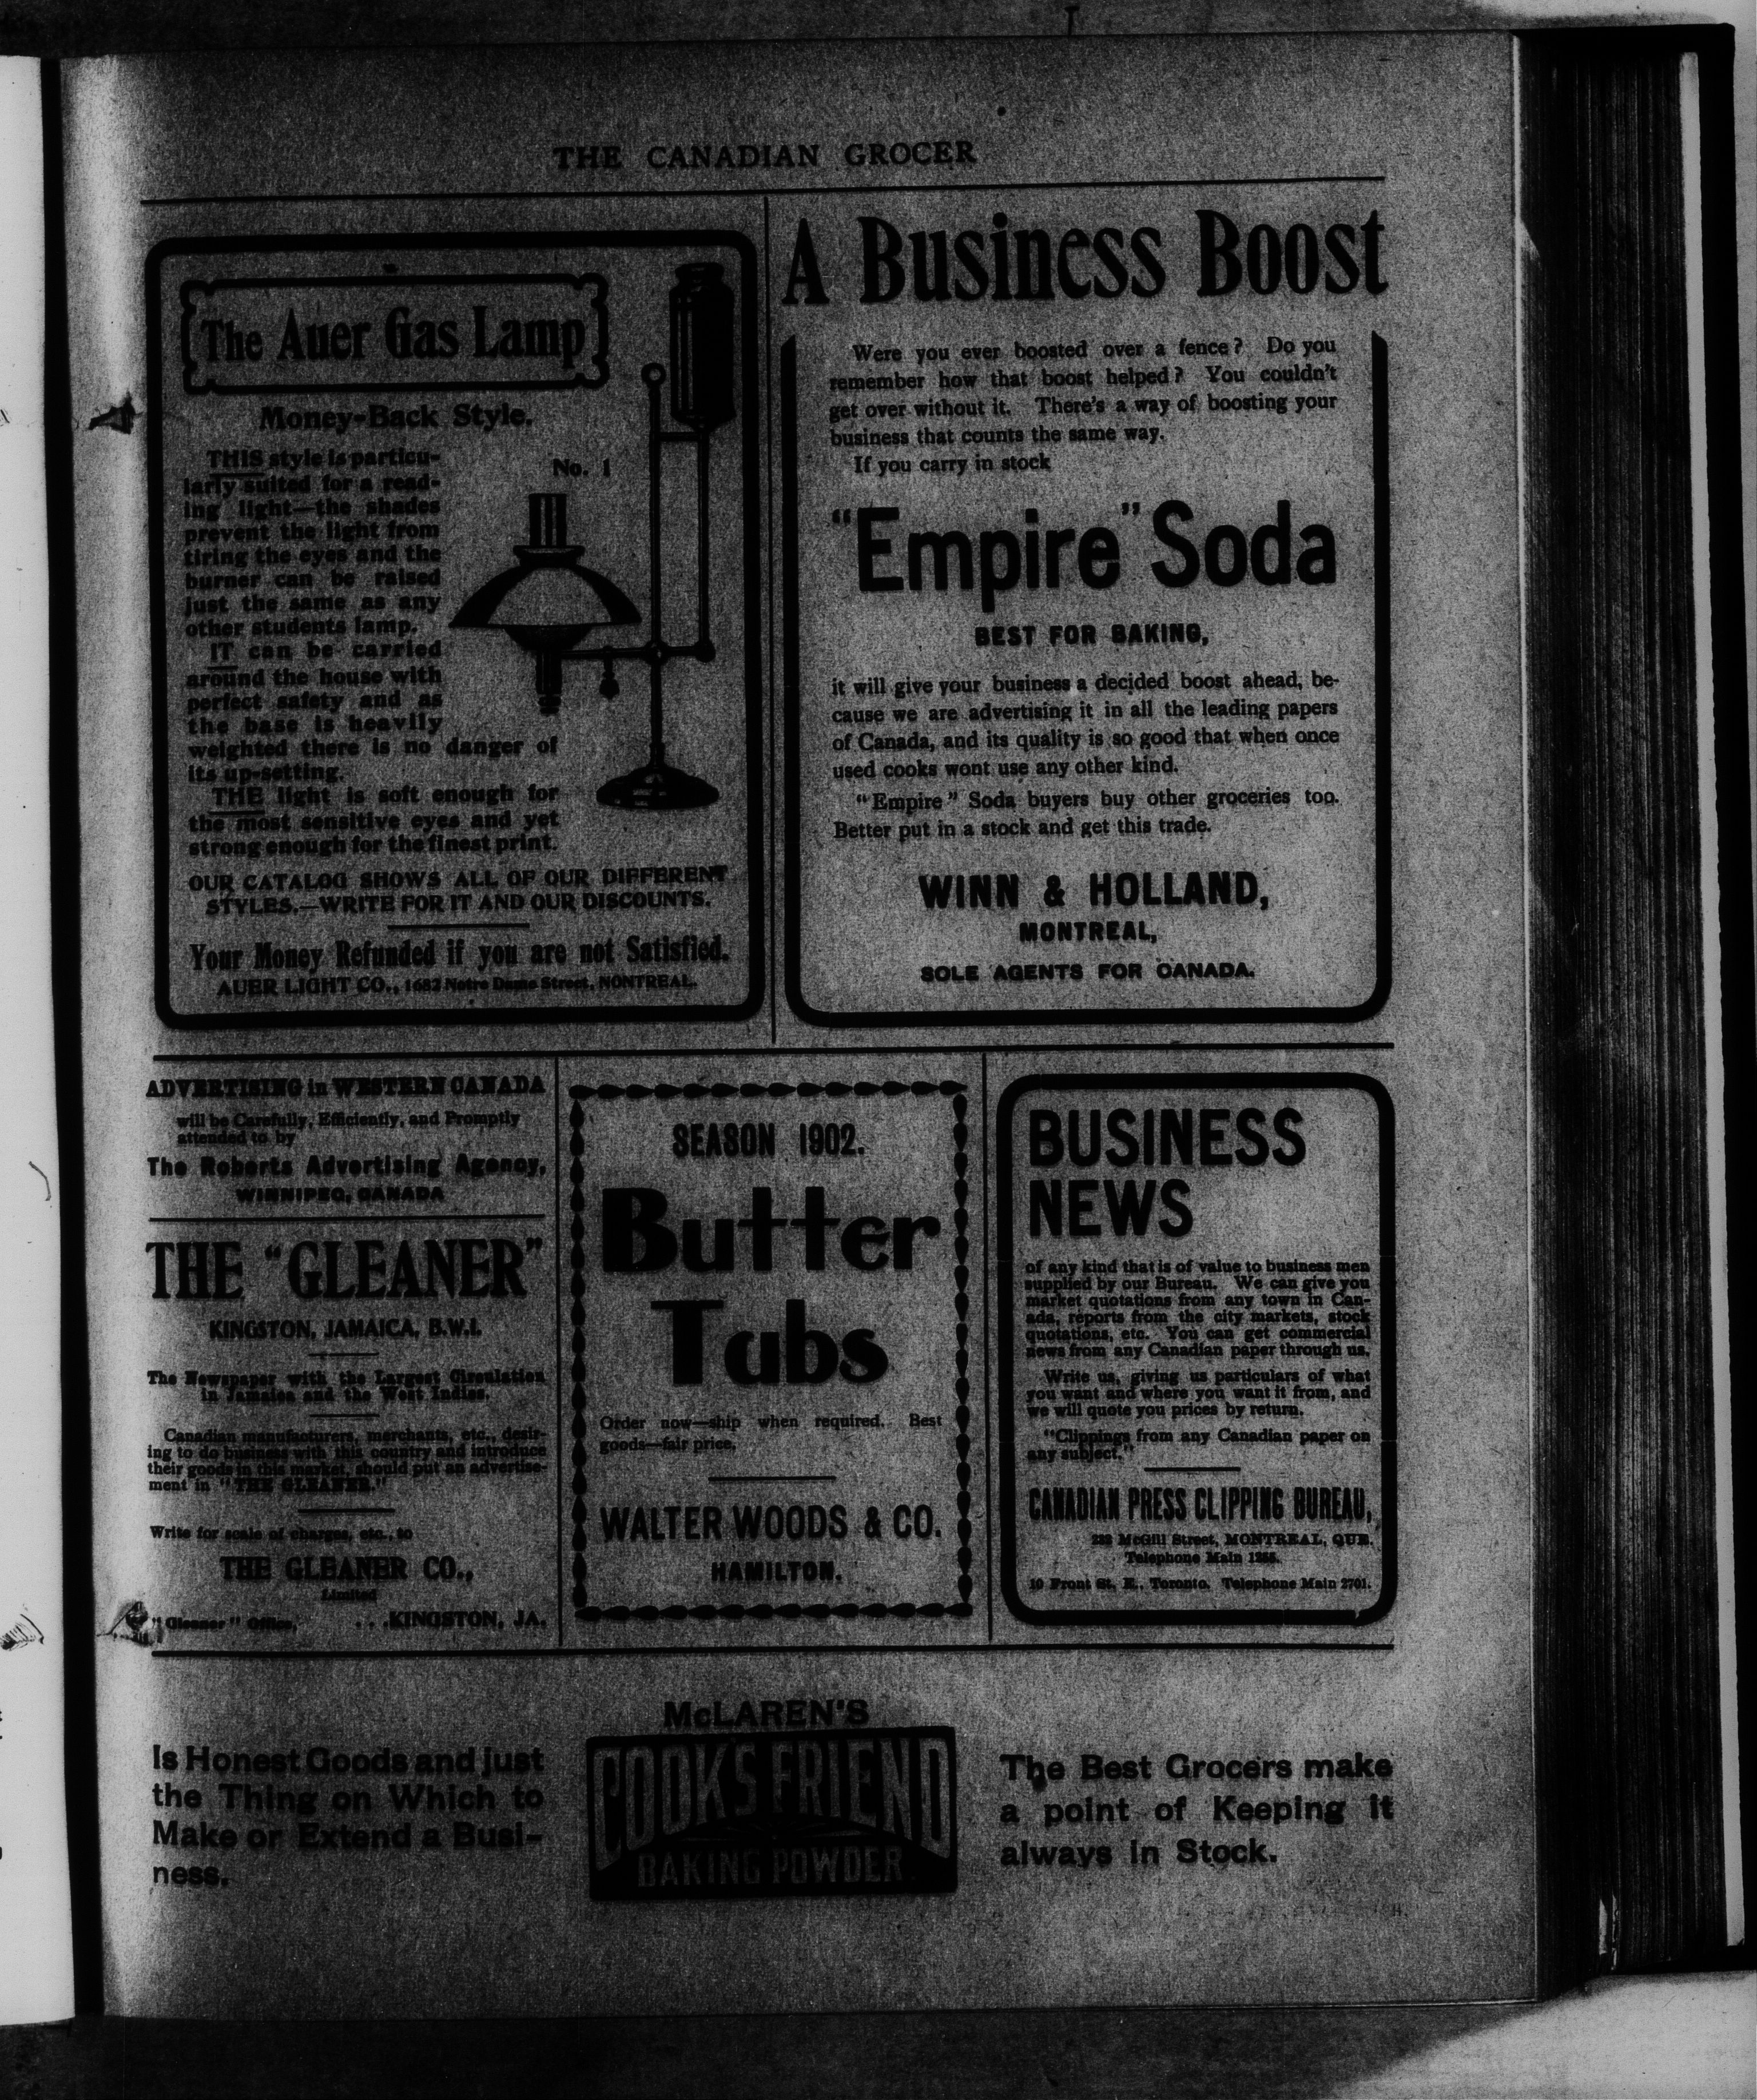 THE CANADIAN GROCER
The Auer Gas Lamp
Money-Back Style.
THIS style is particu-
larly suited for a read-
ing light—the shades
prevent the light from
tiring the eyes and the
burner can be raised
just the same as any
other students lamp.
IT can be carried
around the house with
perfect safety and as
the base is heavily
weighted there is no danger of
its up-setting.
THE light is soft enough for
the most sensitive eyes and yet
strong enough for the finest print.
No. 1
OUR CATALOG SHOWS ALL OF OUR DIFFERENT
STYLES.—WRITE FOR IT AND OUR DISCOUNTS.
Your Money Refunded if you are not Satisfied.
AUER LIGHT CO., 1682 Notre Dame Street, MONTREAL.
A Business Boost
Were you ever boosted over a fence? Do you
remember how that boost helped? You couldn't
get over without it. There's a way of boosting your
business that counts the same way.
If you carry in stock
"Empire" Soda
BEST FOR BAKING,
it will give your business a decided boost ahead, be-
cause we are advertising it in all the leading papers
of Canada, and its quality is so good that when once
used cooks wont use any other kind.
"Empire" Soda buyers buy other groceries too.
Better put in a stock and get this trade.
WINN & HOLLAND,
MONTREAL,
SOLE AGENTS FOR CANADA.
ADVERTISING in WESTERN CANADA
will be Carefully, Efficiently, and Promptly
attended to by
The Roberts Advertising Agency,
WINNIPEG, CANADA
THE "GLEANER"
KINGSTON, JAMAICA, B.W.I.
The Newspaper with the Largest Circulation
in Jamaica and the West Indies.
Canadian manufacturers, merchants, etc., desir-
ing to do business with this country and introduce
their goods in this market, should put an advertise-
ment in "THE GLEANER."
Write for scale of charges, etc., to
THE GLEANER CO.,
Limited
"Gleaner" Office, . . .KINGSTON, JA.
SEASON 1902.
Butter
Tubs
Order now—ship when required. Best
goods—fair price.
WALTER WOODS & CO.
HAMILTON.
BUSINESS
NEWS
of any kind that is of value to business men
supplied by our Bureau. We can give you
market quotations from any town in Can-
ada, reports from the city markets, stock
quotations, etc. You can get commercial
news from any Canadian paper through us.
Write us, giving us particulars of what
you want and where you want it from, and
we will quote you prices by return.
"Clippings from any Canadian paper on
any subject."
CANADIAN PRESS CLIPPING BUREAU,
232 McGill Street, MONTREAL, QUE.
Telephone Main 1255.
10 Front St. E., Toronto. Telephone Main 2701.
Is Honest Goods and just
the Thing on Which to
Make or Extend a Busi-
ness.
McLAREN'S
COOK'S FRIEND
BAKING POWDER
The Best Grocers make
a point of Keeping it
always in Stock.